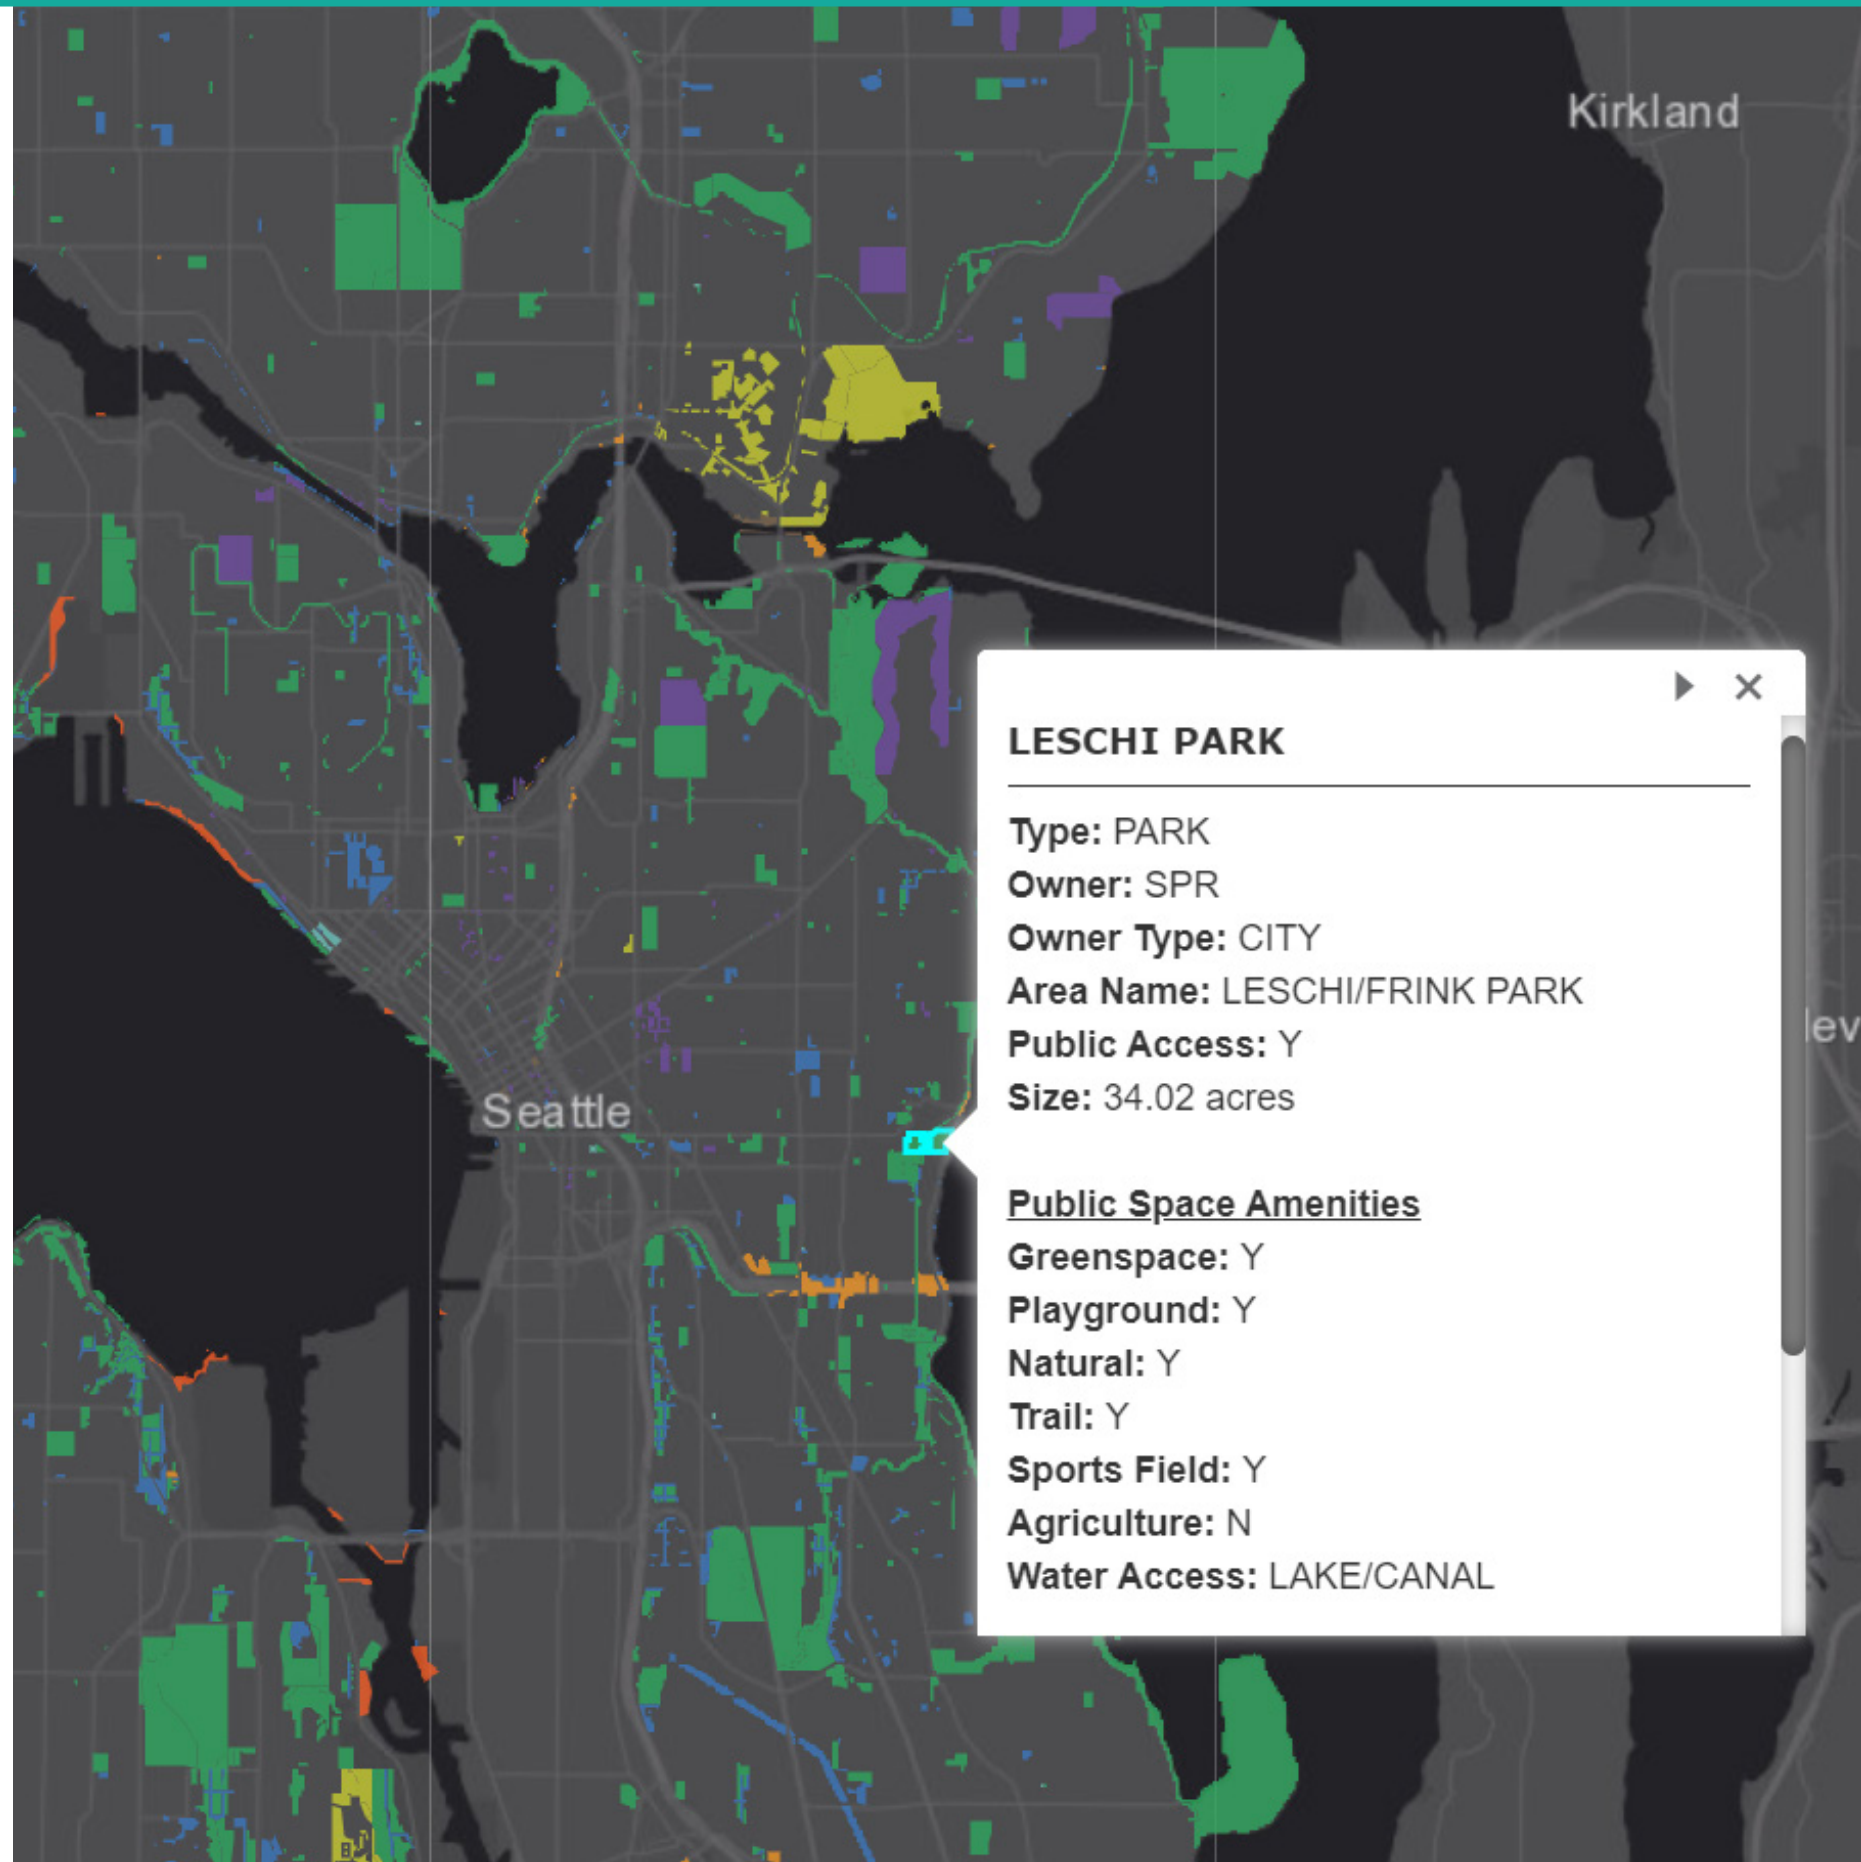 Kirkland
LESCHI PARK
Type: PARK
Owner: SPR
Owner Type: CITY
Area Name: LESCHI/FRINK PARK
Public Access: Y
Size: 34.02 acres
Seattle
Public Space Amenities
Greenspace: Y
Playground: Y
Natural: Y
Trail: Y
Sports Field: Y
Agriculture: N
Water Access: LAKE/CANAL